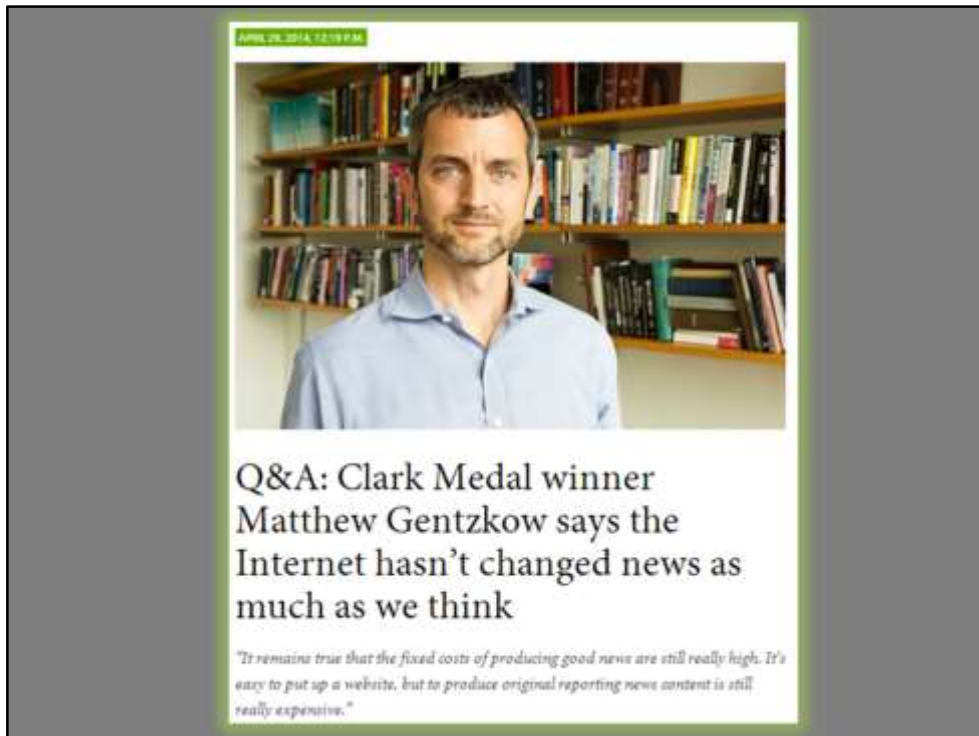 APRIL 29, 2014, 12:19 P.M.
Q&A: Clark Medal winner
Matthew Gentzkow says the
Internet hasn't changed news as
much as we think
"It remains true that the fixed costs of producing good news are still really high. It's
easy to put up a website, but to produce original reporting news content is still
really expensive."